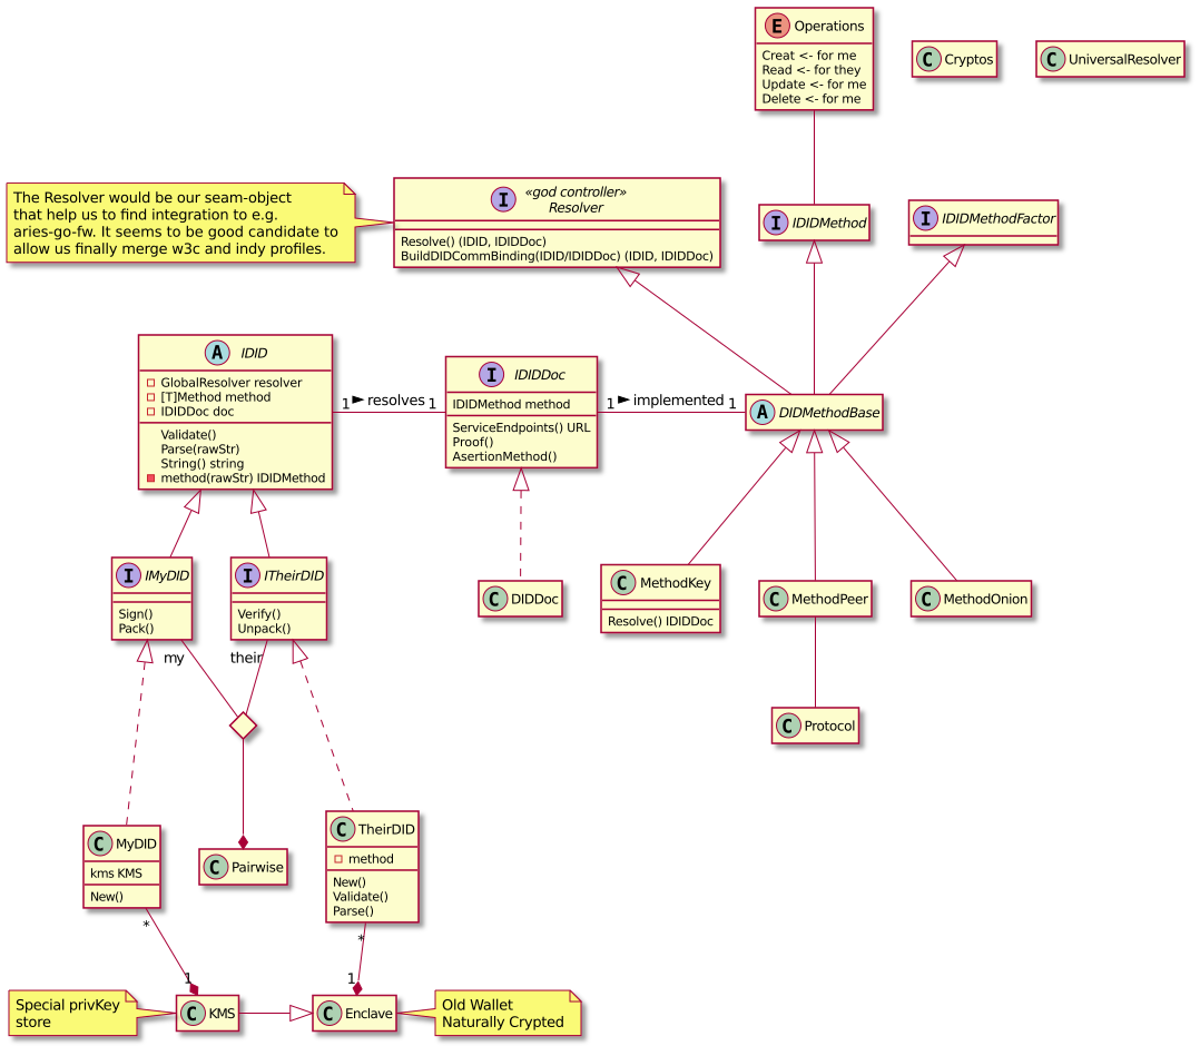 E Operations
Creat <- for me
Read <- for they
Update <- for me
Delete <- for me
C Cryptos
C UniversalResolver
The Resolver would be our seam-object
that help us to find integration to e.g.
aries-go-fw. It seems to be good candidate to
allow us finally merge w3c and indy profiles.
I «god controller»
Resolver
Resolve() (IDID, IDIDDoc)
BuildDIDCommBinding(IDID/IDIDDoc) (IDID, IDIDDoc)
I IDIDMethod
I IDIDMethodFactor
A IDID
GlobalResolver resolver
[T]Method method
IDIDDoc doc
Validate()
Parse(rawStr)
String() string
method(rawStr) IDIDMethod
1 resolves 1
I IDIDDoc
IDIDMethod method
ServiceEndpoints() URL
Proof()
AsertionMethod()
1 implemented 1
A DIDMethodBase
I IMyDID
Sign()
Pack()
I ITheirDID
Verify()
Unpack()
C DIDDoc
C MethodKey
Resolve() IDIDDoc
C MethodPeer
C MethodOnion
my
their
C Protocol
C MyDID
kms KMS
New()
C Pairwise
C TheirDID
method
New()
Validate()
Parse()
*
1
*
1
Special privKey
store
C KMS
C Enclave
Old Wallet
Naturally Crypted